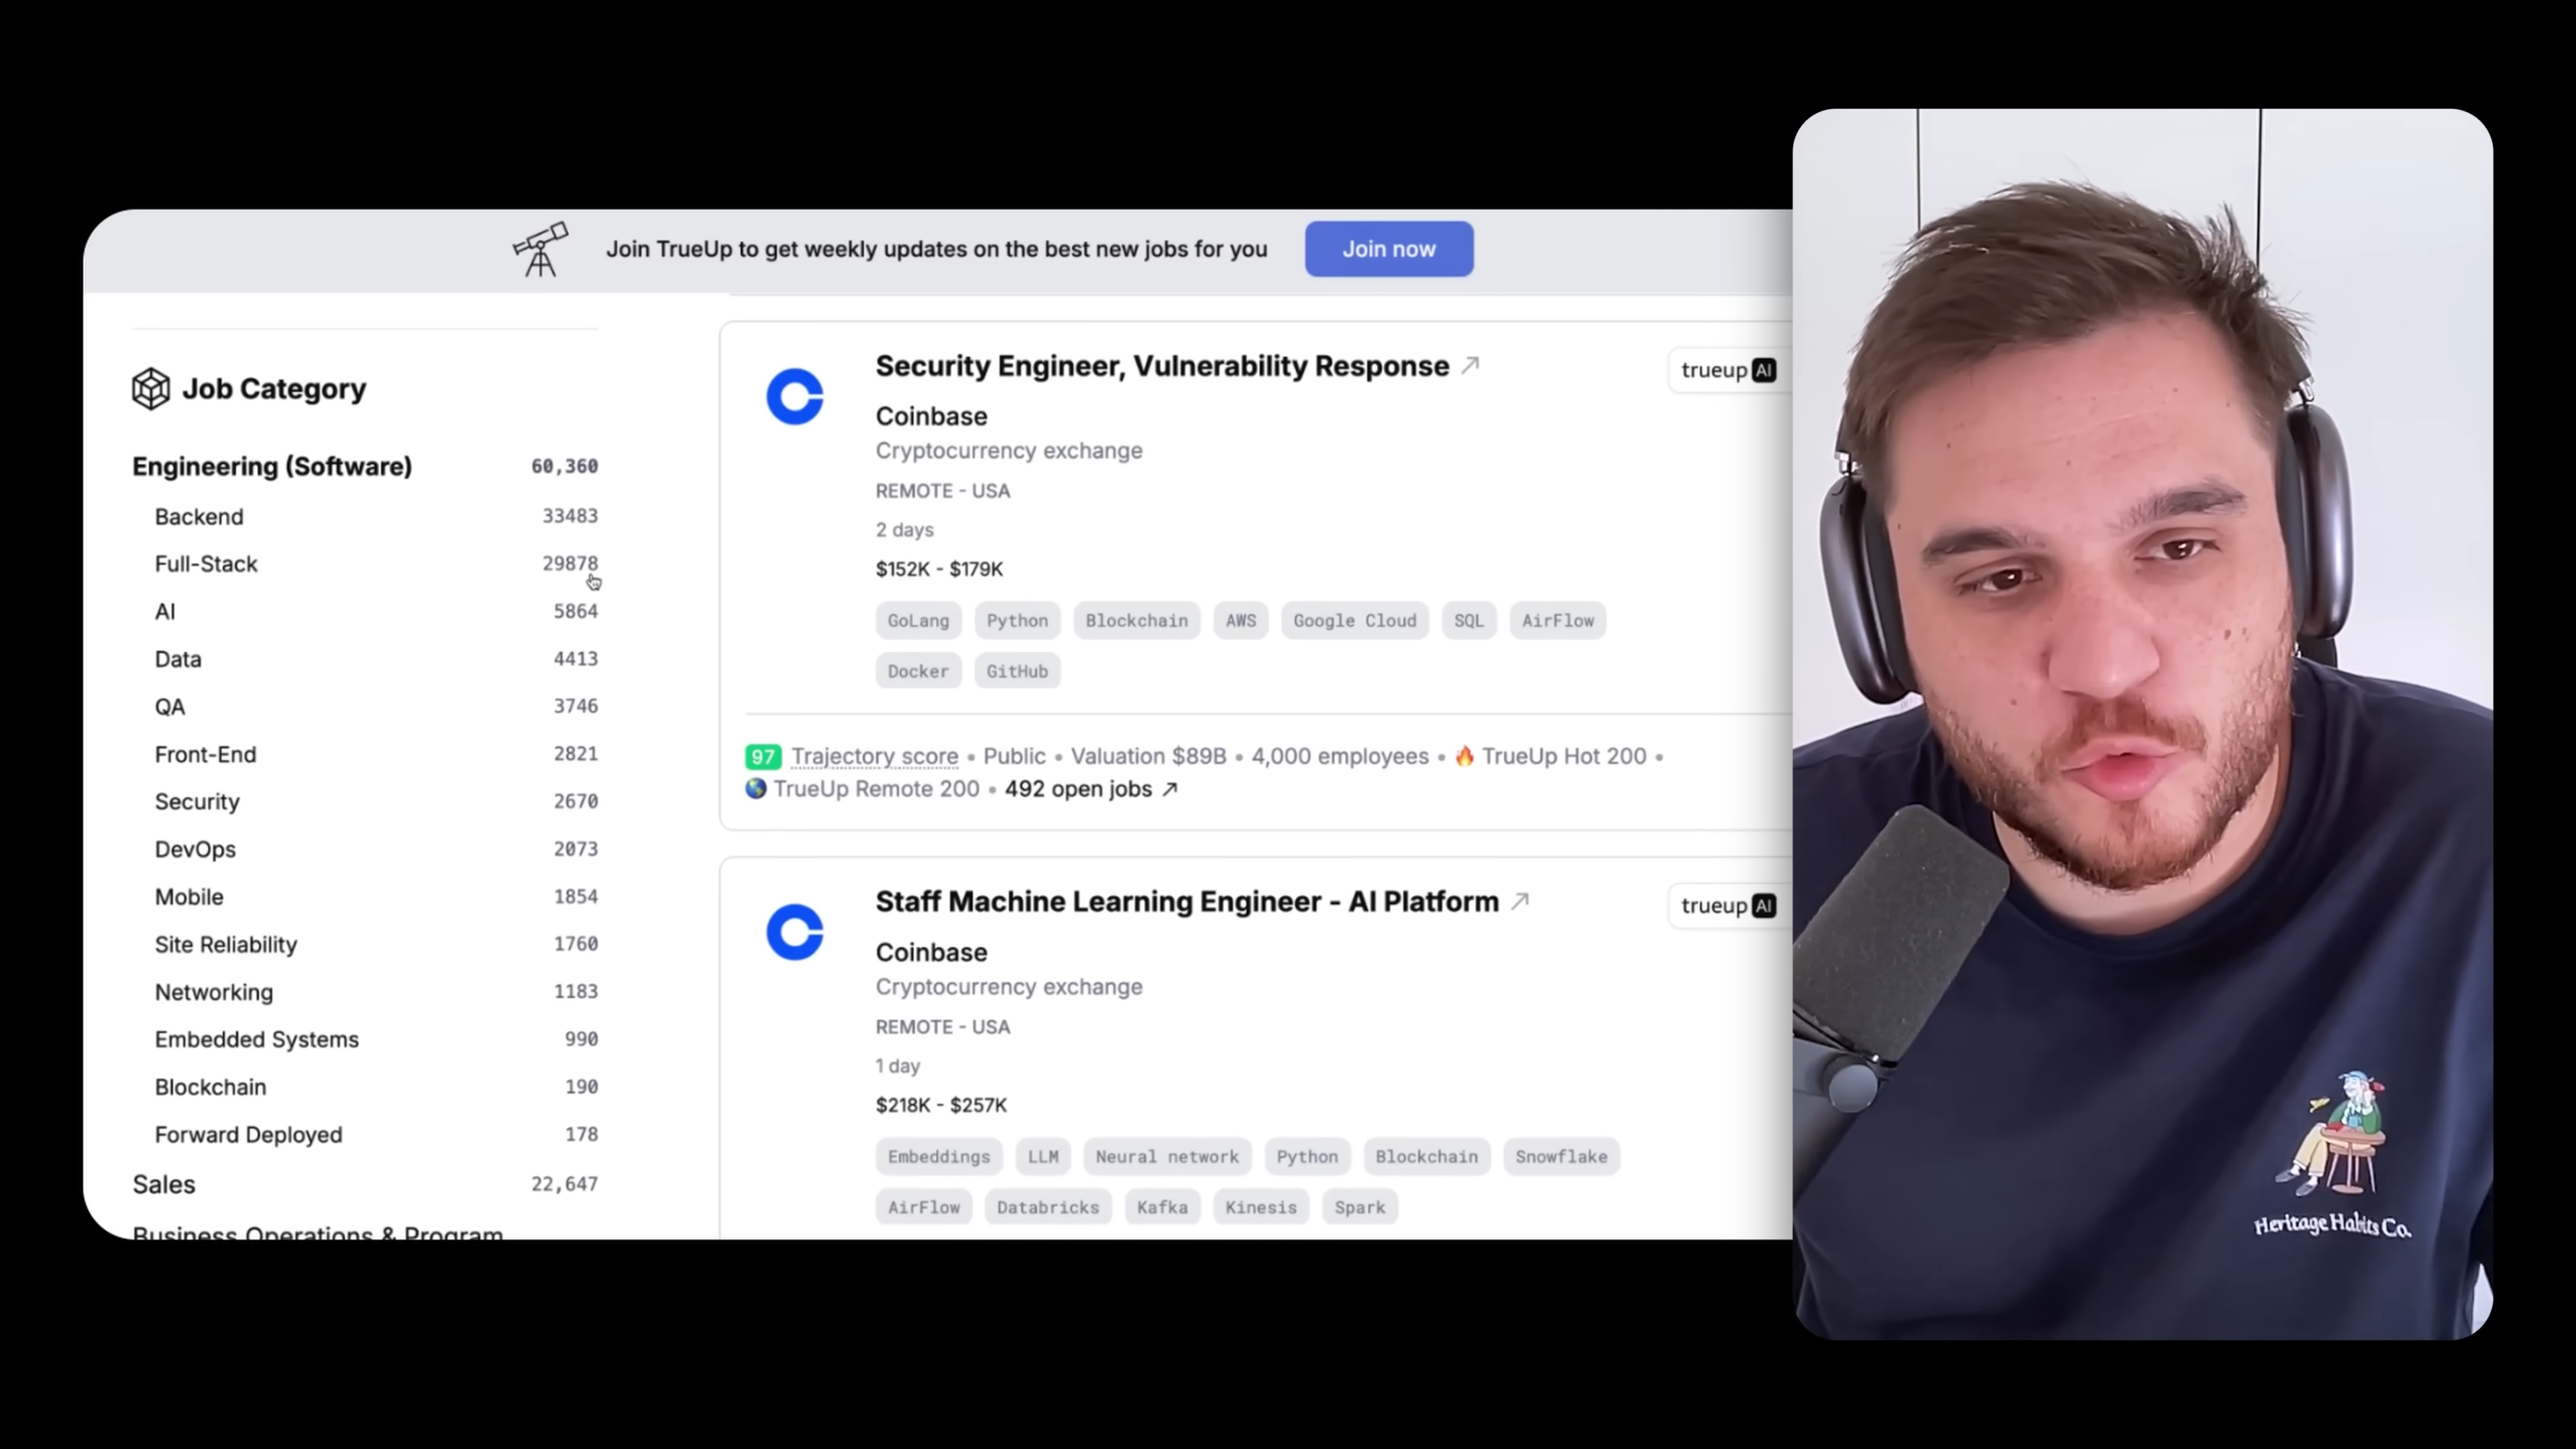 Join TrueUp to get weekly updates on the best new jobs for you
Join now
Job Category
Engineering (Software) 60,360
Backend 33483
Full-Stack 29878
AI 5864
Data 4413
QA 3746
Front-End 2821
Security 2670
DevOps 2073
Mobile 1854
Site Reliability 1760
Networking 1183
Embedded Systems 990
Blockchain 190
Forward Deployed 178
Sales 22,647
Business Operations & Program
Security Engineer, Vulnerability Response
trueup AI
Coinbase
Cryptocurrency exchange
REMOTE - USA
2 days
$152K - $179K
GoLang Python Blockchain AWS Google Cloud SQL AirFlow
Docker GitHub
97 Trajectory score • Public • Valuation $89B • 4,000 employees • 🔥 TrueUp Hot 200 •
🌎 TrueUp Remote 200 • 492 open jobs ↗
Staff Machine Learning Engineer - AI Platform
trueup AI
Coinbase
Cryptocurrency exchange
REMOTE - USA
1 day
$218K - $257K
Embeddings LLM Neural network Python Blockchain Snowflake
AirFlow Databricks Kafka Kinesis Spark
Heritage Habits Co.